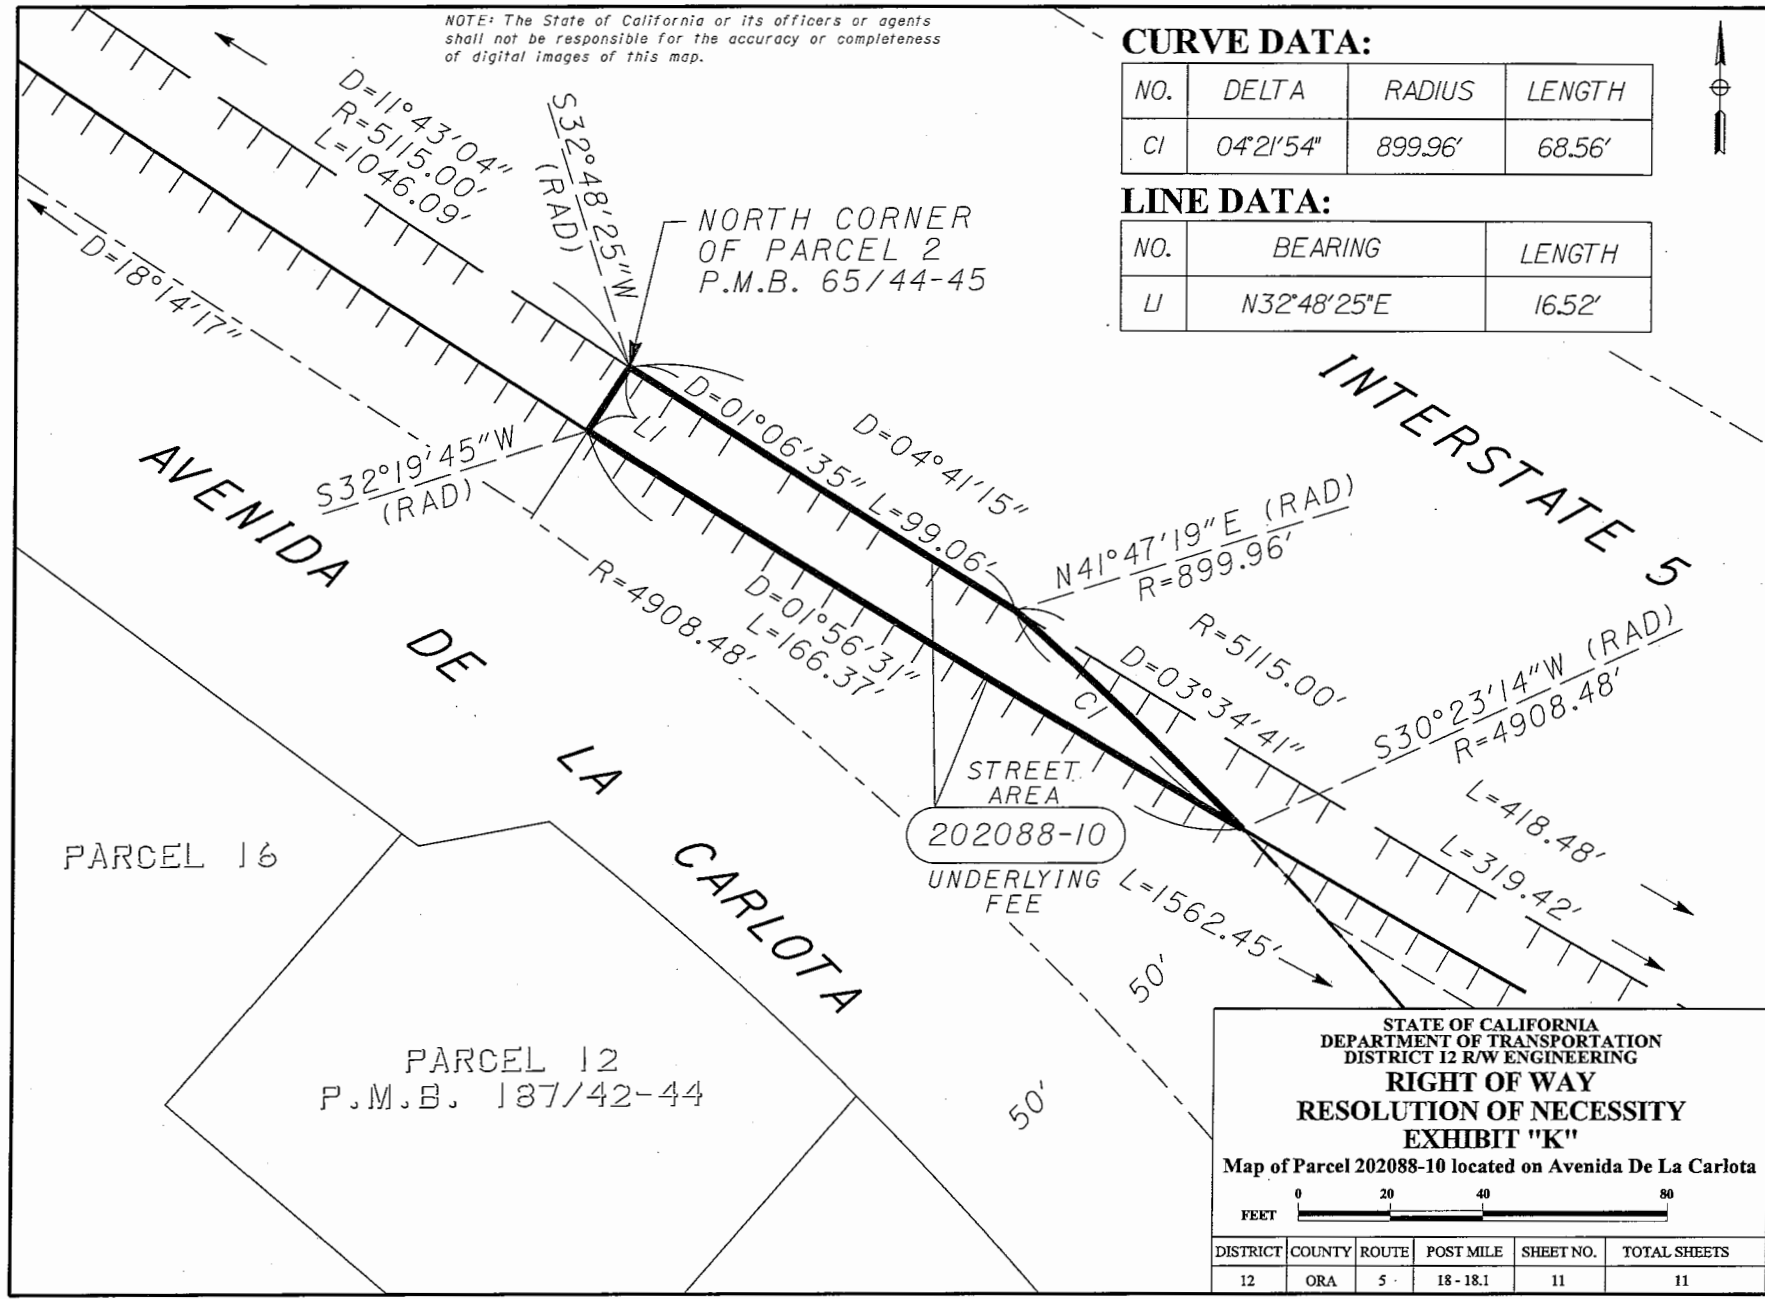 NOTE: The State of California or its officers or agents
shall not be responsible for the accuracy or completeness
of digital images of this map.
CURVE DATA:
NO. DELTA RADIUS LENGTH
C1 04°21'54" 899.96' 68.56'
LINE DATA:
NO. BEARING LENGTH
L1 N32°48'25"E 16.52'
D=11°43'04"
R=5115.00'
L=1046.09'
S32°48'25"W
(RAD)
NORTH CORNER
OF PARCEL 2
P.M.B. 65/44-45
D=18°14'17"
INTERSTATE 5
L1
D=01°06'35" L=99.06'
D=04°41'15"
S32°19'45"W
(RAD)
N41°47'19"E (RAD)
R=899.96'
AVENIDA DE LA CARLOTA
R=4908.48'
D=01°56'31"
L=166.37'
R=5115.00'
D=03°34'41"
C1
S30°23'14"W (RAD)
R=4908.48'
STREET
AREA
202088-10
UNDERLYING
FEE
L=418.48'
L=319.42'
L=1562.45'
50'
50'
PARCEL 16
PARCEL 12
P.M.B. 187/42-44
STATE OF CALIFORNIA
DEPARTMENT OF TRANSPORTATION
DISTRICT 12 R/W ENGINEERING
RIGHT OF WAY
RESOLUTION OF NECESSITY
EXHIBIT "K"
Map of Parcel 202088-10 located on Avenida De La Carlota
0 20 40 80
FEET
DISTRICT COUNTY ROUTE POST MILE SHEET NO. TOTAL SHEETS
12 ORA 5 18 - 18.1 11 11